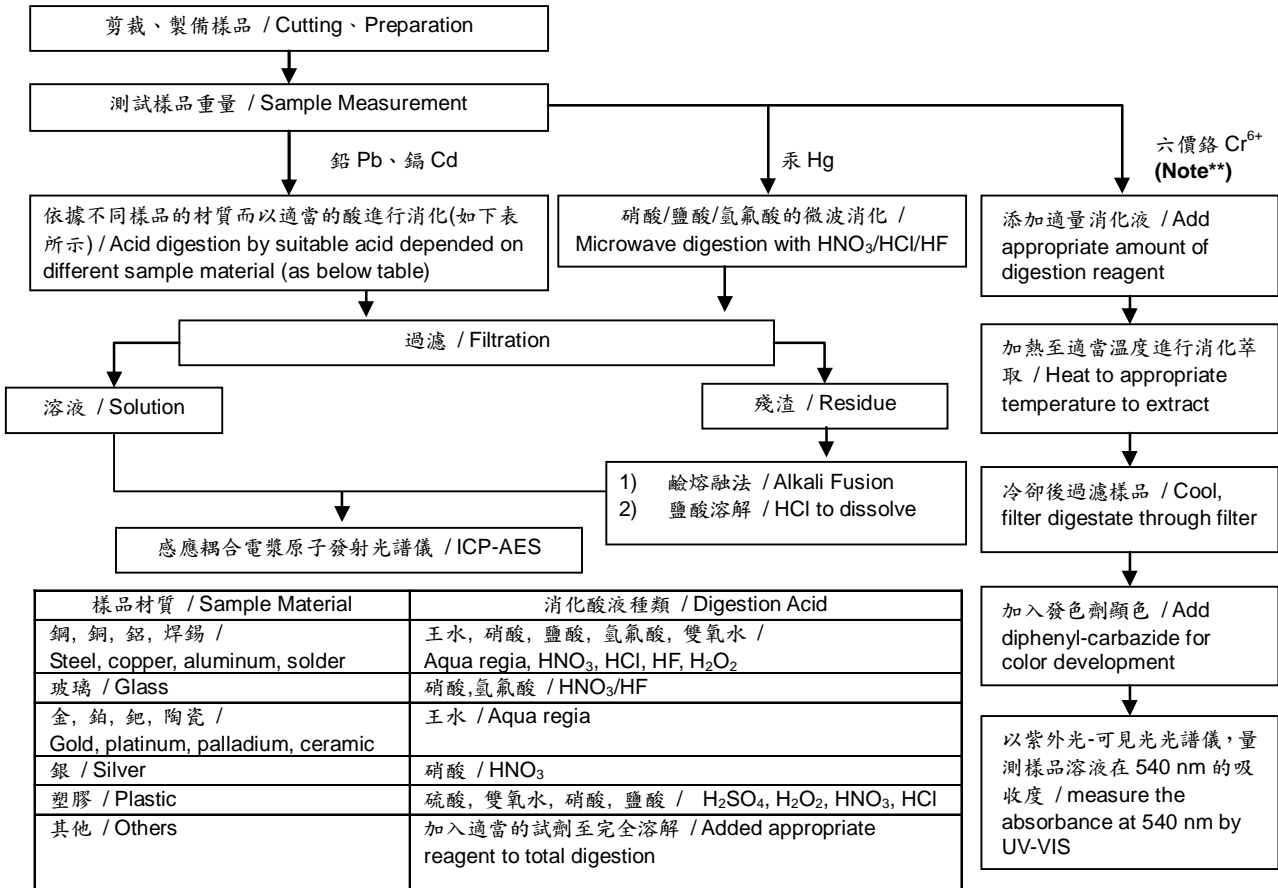 剪裁、製備樣品 / Cutting、Preparation
測試樣品重量 / Sample Measurement
鉛 Pb、鎘 Cd
汞 Hg
六價鉻 Cr⁶⁺
(Note**)
依據不同樣品的材質而以適當的酸進行消化(如下表
所示) / Acid digestion by suitable acid depended on
different sample material (as below table)
硝酸/鹽酸/氫氟酸的微波消化 /
Microwave digestion with HNO₃/HCl/HF
添加適量消化液 / Add
appropriate amount of
digestion reagent
過濾 / Filtration
加熱至適當溫度進行消化萃
取 / Heat to appropriate
temperature to extract
溶液 / Solution
殘渣 / Residue
1) 鹼熔融法 / Alkali Fusion
2) 鹽酸溶解 / HCl to dissolve
冷卻後過濾樣品 / Cool,
filter digestate through filter
感應耦合電漿原子發射光譜儀 / ICP-AES
加入發色劑顯色 / Add
diphenyl-carbazide for
color development
以紫外光-可見光光譜儀，量
測樣品溶液在 540 nm 的吸
收度 / measure the
absorbance at 540 nm by
UV-VIS
樣品材質 / Sample Material
消化酸液種類 / Digestion Acid
鋼, 銅, 鋁, 焊錫 /
Steel, copper, aluminum, solder
王水, 硝酸, 鹽酸, 氫氟酸, 雙氧水 /
Aqua regia, HNO₃, HCl, HF, H₂O₂
玻璃 / Glass
硝酸,氫氟酸 / HNO₃/HF
金, 鉑, 鈀, 陶瓷 /
Gold, platinum, palladium, ceramic
王水 / Aqua regia
銀 / Silver
硝酸 / HNO₃
塑膠 / Plastic
硫酸, 雙氧水, 硝酸, 鹽酸 / H₂SO₄, H₂O₂, HNO₃, HCl
其他 / Others
加入適當的試劑至完全溶解 / Added appropriate
reagent to total digestion